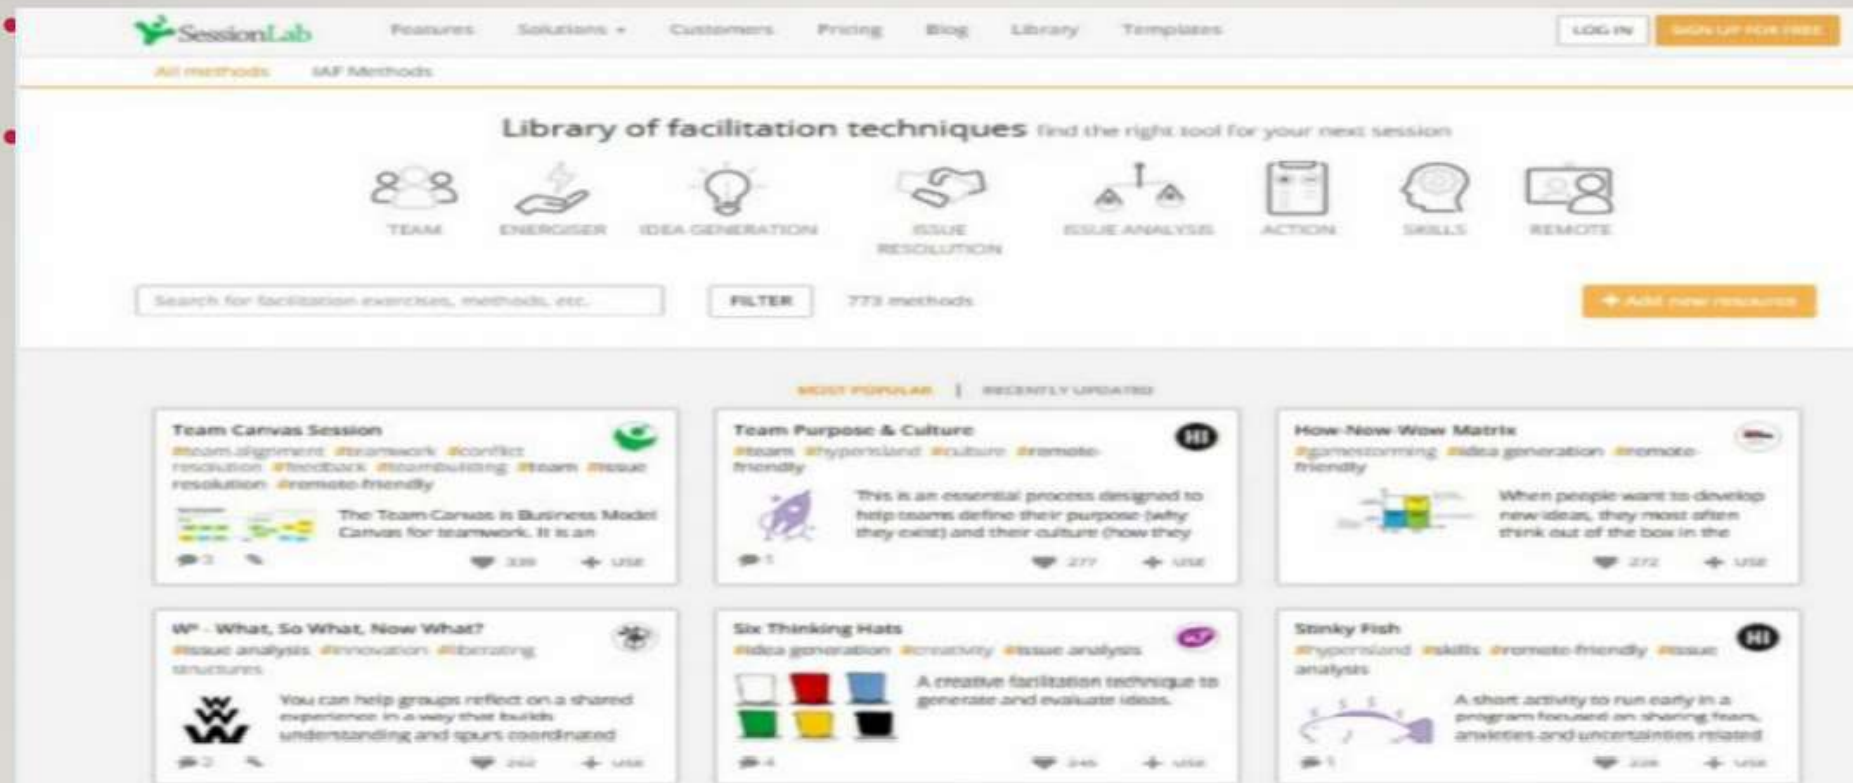 SessionLab Features Solutions Customers Pricing Blog Library Templates LOG IN SIGN UP FOR FREE
All methods IAF Methods
Library of facilitation techniques find the right tool for your next session
TEAM ENERGISER IDEA GENERATION ISSUE RESOLUTION ISSUE ANALYSIS ACTION SKILLS REMOTE
Search for facilitation exercises, methods, etc. FILTER 773 methods + Add new resource
MOST POPULAR | RECENTLY UPDATED
Team Canvas Session
#team alignment #teamwork #conflict
resolution #feedback #teambuilding #team #issue
resolution #remote-friendly
The Team Canvas is Business Model
Canvas for teamwork. It is an
+ USE
Team Purpose & Culture
#team #hyperisland #culture #remote-
friendly
This is an essential process designed to
help teams define their purpose (why
they exist) and their culture (how they
1 277 + USE
How-Now-Wow Matrix
#gamestorming #idea generation #remote-
friendly
When people want to develop
new ideas, they most often
think out of the box in the
272 + USE
W³ - What, So What, Now What?
#issue analysis #innovation #liberating
structures
You can help groups reflect on a shared
experience in a way that builds
understanding and spurs coordinated
2 + USE
Six Thinking Hats
#idea generation #creativity #issue analysis
A creative facilitation technique to
generate and evaluate ideas.
4 + USE
Stinky Fish
#hyperisland #skills #remote-friendly #issue
analysis
A short activity to run early in a
program focused on sharing fears,
anxieties and uncertainties related
1 + USE